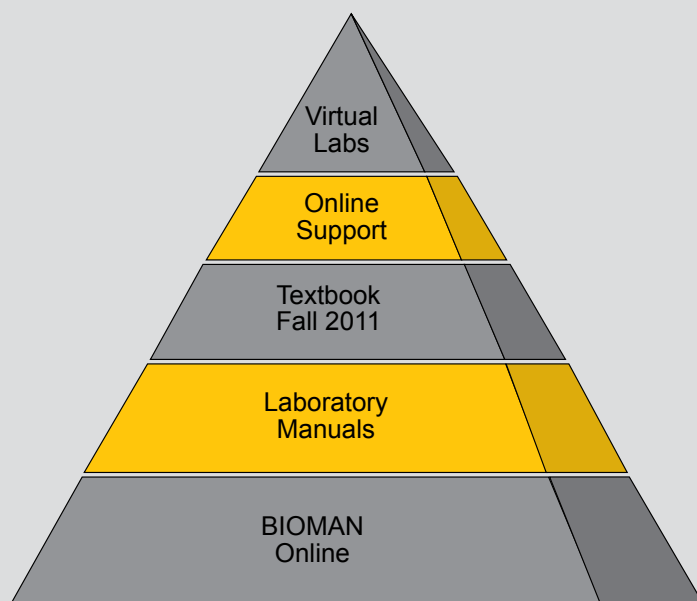 Virtual
Labs
Online
Support
Textbook
Fall 2011
Laboratory
Manuals
BIOMAN
Online